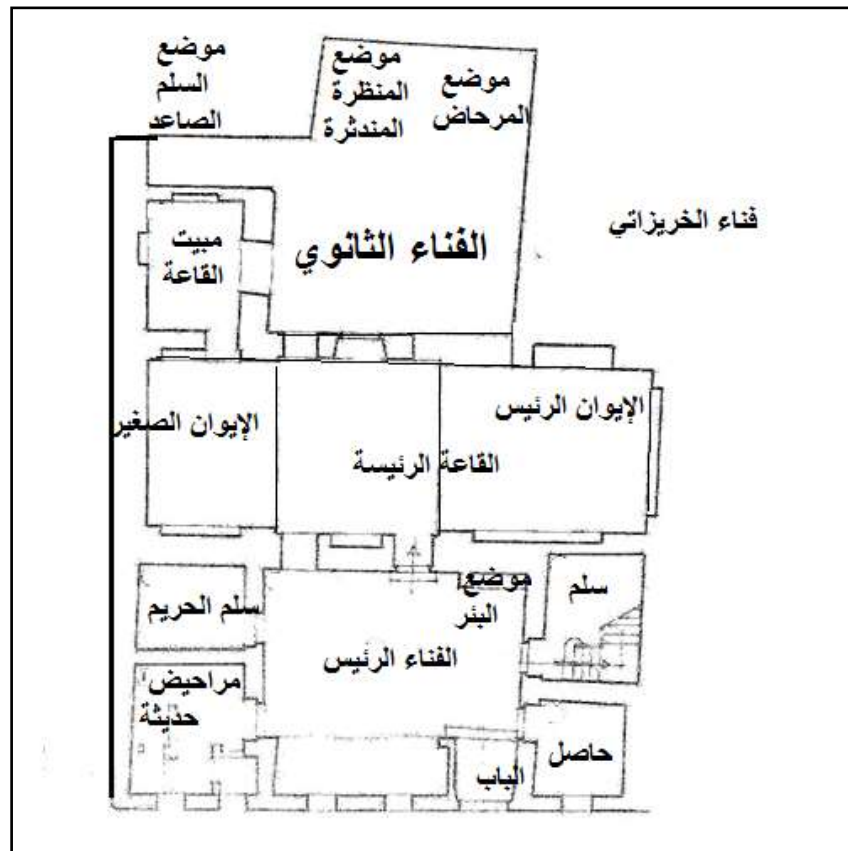 موضع
السلم
الصاعد
موضع
المنظرة
المندثرة
موضع
المرحاض
فناء الخريزاتي
مبيت
القاعة
الفناء الثانوي
الإيوان الرئيس
الإيوان الصغير
القاعة الرئيسة
موضع
البئر
سلم
سلم الحريم
الفناء الرئيس
مراحيض
حديثة
حاصل
الباب